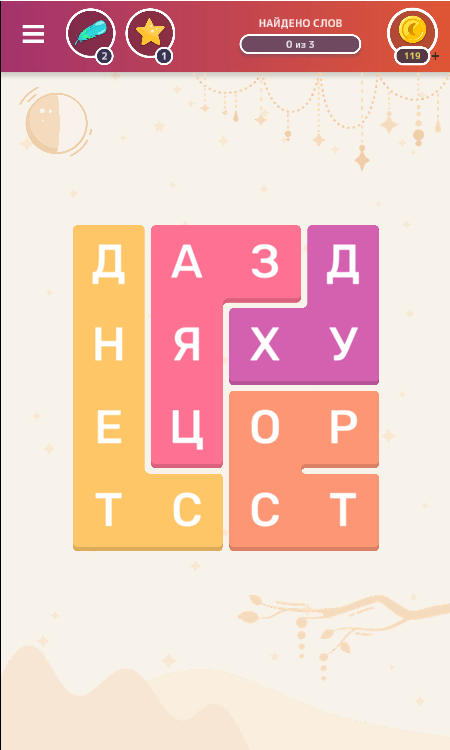 НАЙДЕНО СЛОВ
0 из 3
2
1
119 +
Д А З Д
Н Я Х У
Е Ц О Р
Т С С Т